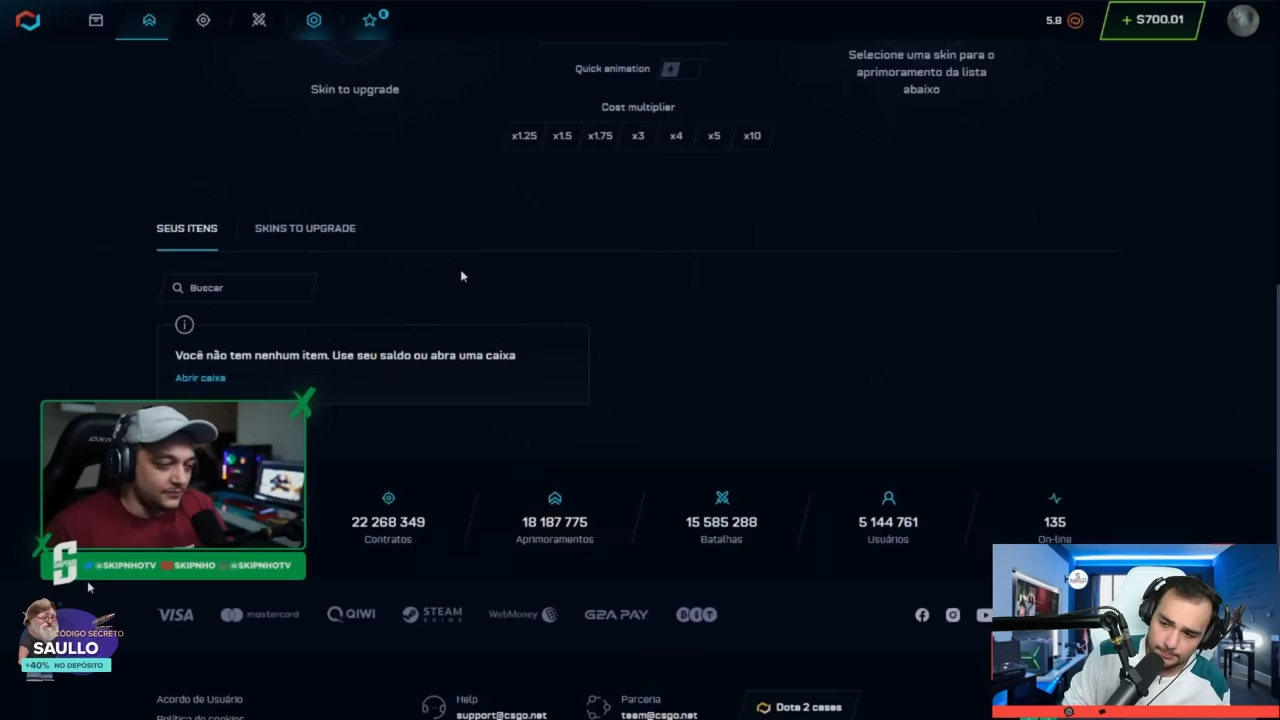 5.8
+ $700.01
Quick animation
Skin to upgrade
Selecione uma skin para o
aprimoramento da lista
abaixo
Cost multiplier
x1.25 x1.5 x1.75 x3 x4 x5 x10
SEUS ITENS
SKINS TO UPGRADE
Buscar
Você não tem nenhum item. Use seu saldo ou abra uma caixa
Abrir caixa
22 268 349
Contratos
18 187 775
Aprimoramentos
15 585 288
Batalhas
5 144 761
Usuários
135
On-line
@SKIPNHOTV SKIPNHO @SKIPNHOTV
VISA mastercard QIWI STEAM SKINS WebMoney G2A PAY
CÓDIGO SECRETO
SAULLO
+40% NO DEPÓSITO
Acordo de Usuário
Política de cookies
Help
support@csgo.net
Parceria
team@csgo.net
Dota 2 cases